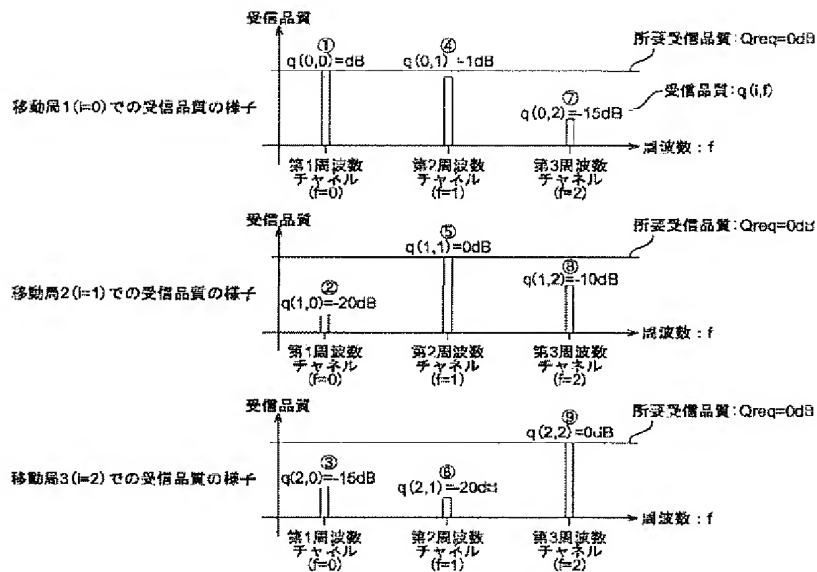 受信品質
① ④ 所要受信品質:Qreq=0dB
q(0,0)=dB q(0,1)=-1dB
⑦ 受信品質:q(i,f)
移動局1(i=0)での受信品質の様子 q(0,2)=-15dB
周波数:f
第1周波数 第2周波数 第3周波数
チャネル チャネル チャネル
(f=0) (f=1) (f=2)
受信品質
⑤ 所要受信品質:Qreq=0dB
q(1,1)=0dB
② ⑧
移動局2(i=1)での受信品質の様子 q(1,0)=-20dB q(1,2)=-10dB
周波数:f
第1周波数 第2周波数 第3周波数
チャネル チャネル チャネル
(f=0) (f=1) (f=2)
受信品質
⑨ 所要受信品質:Qreq=0dB
q(2,2)=0dB
③ ⑥
移動局3(i=2)での受信品質の様子 q(2,0)=-15dB q(2,1)=-20dB
周波数:f
第1周波数 第2周波数 第3周波数
チャネル チャネル チャネル
(f=0) (f=1) (f=2)